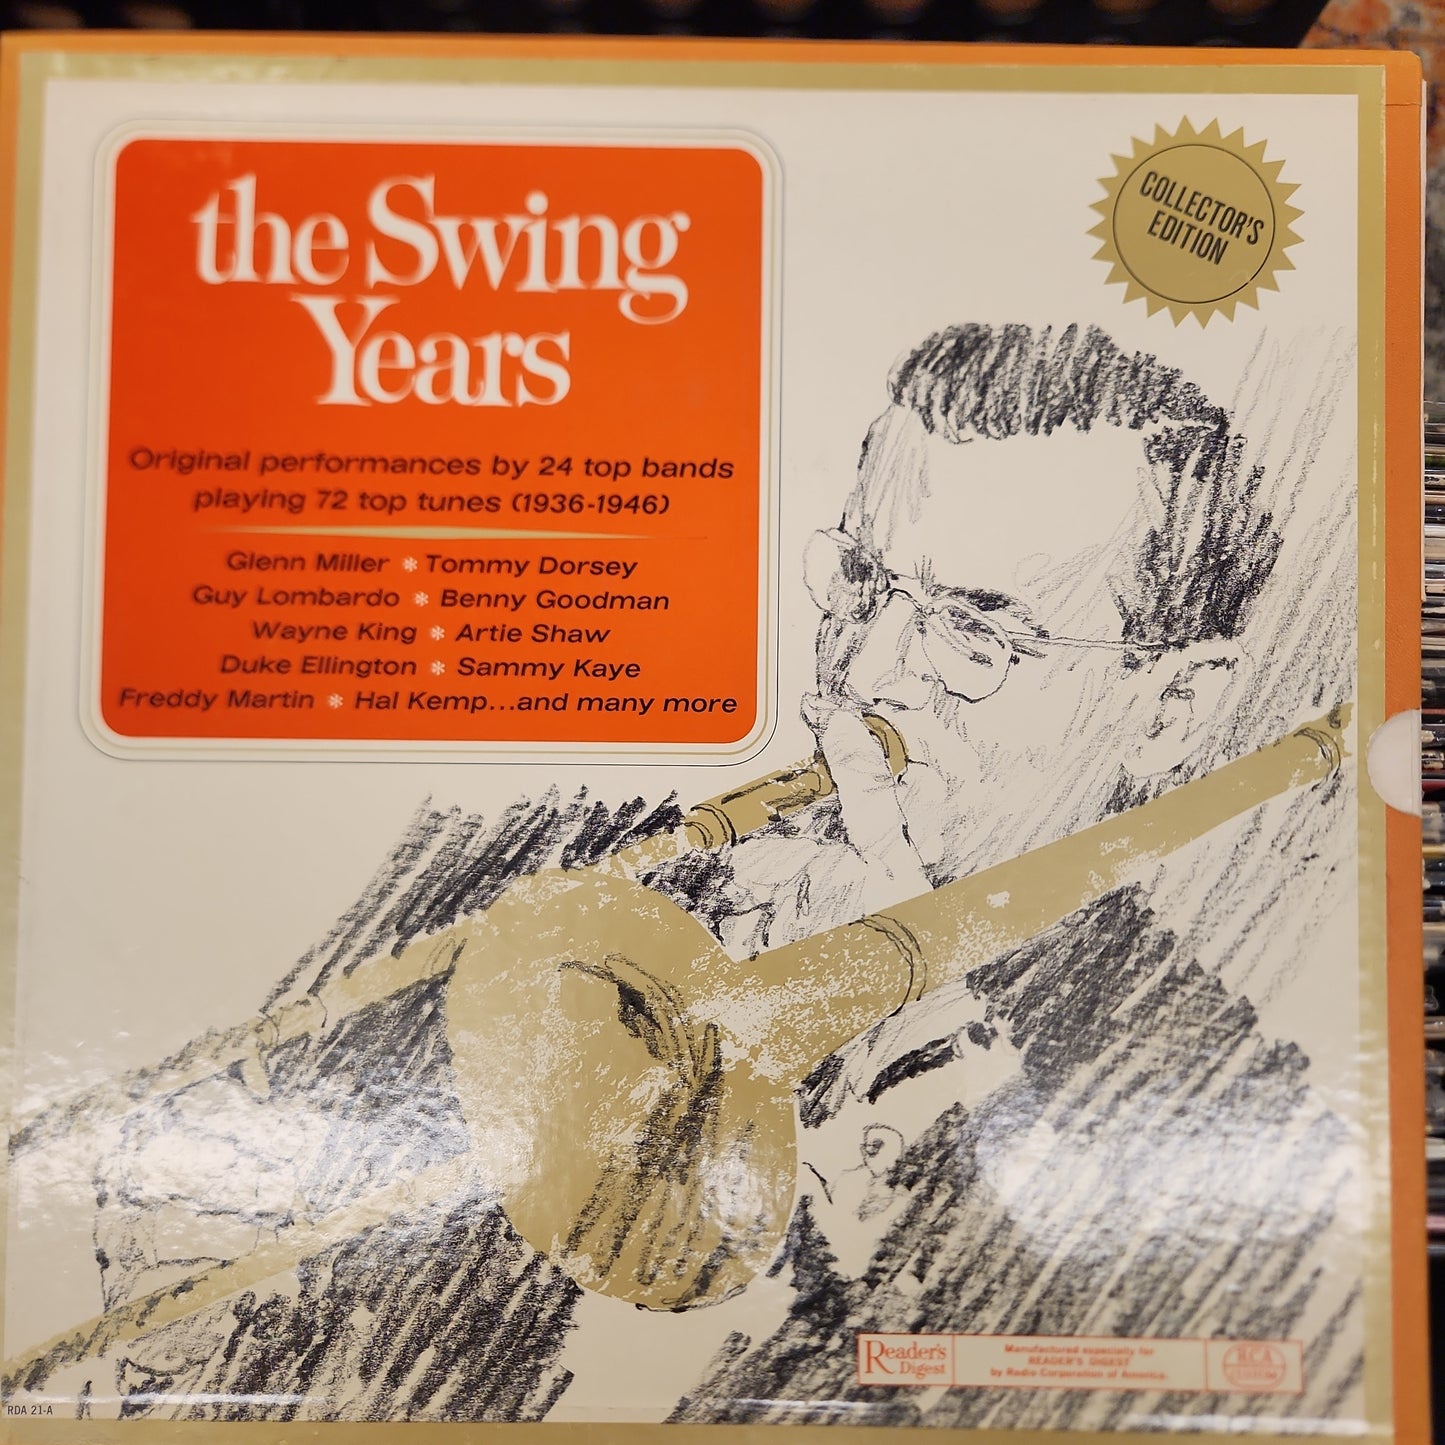 the Swing
Years
Original performances by 24 top bands
playing 72 top tunes (1936-1946)
Glenn Miller * Tommy Dorsey
Guy Lombardo * Benny Goodman
Wayne King * Artie Shaw
Duke Ellington * Sammy Kaye
Freddy Martin * Hal Kemp...and many more
COLLECTOR'S
EDITION
Reader's
Digest
Manufactured especially for
READER'S DIGEST
by Radio Corporation of America.
RCA
RDA 21-A